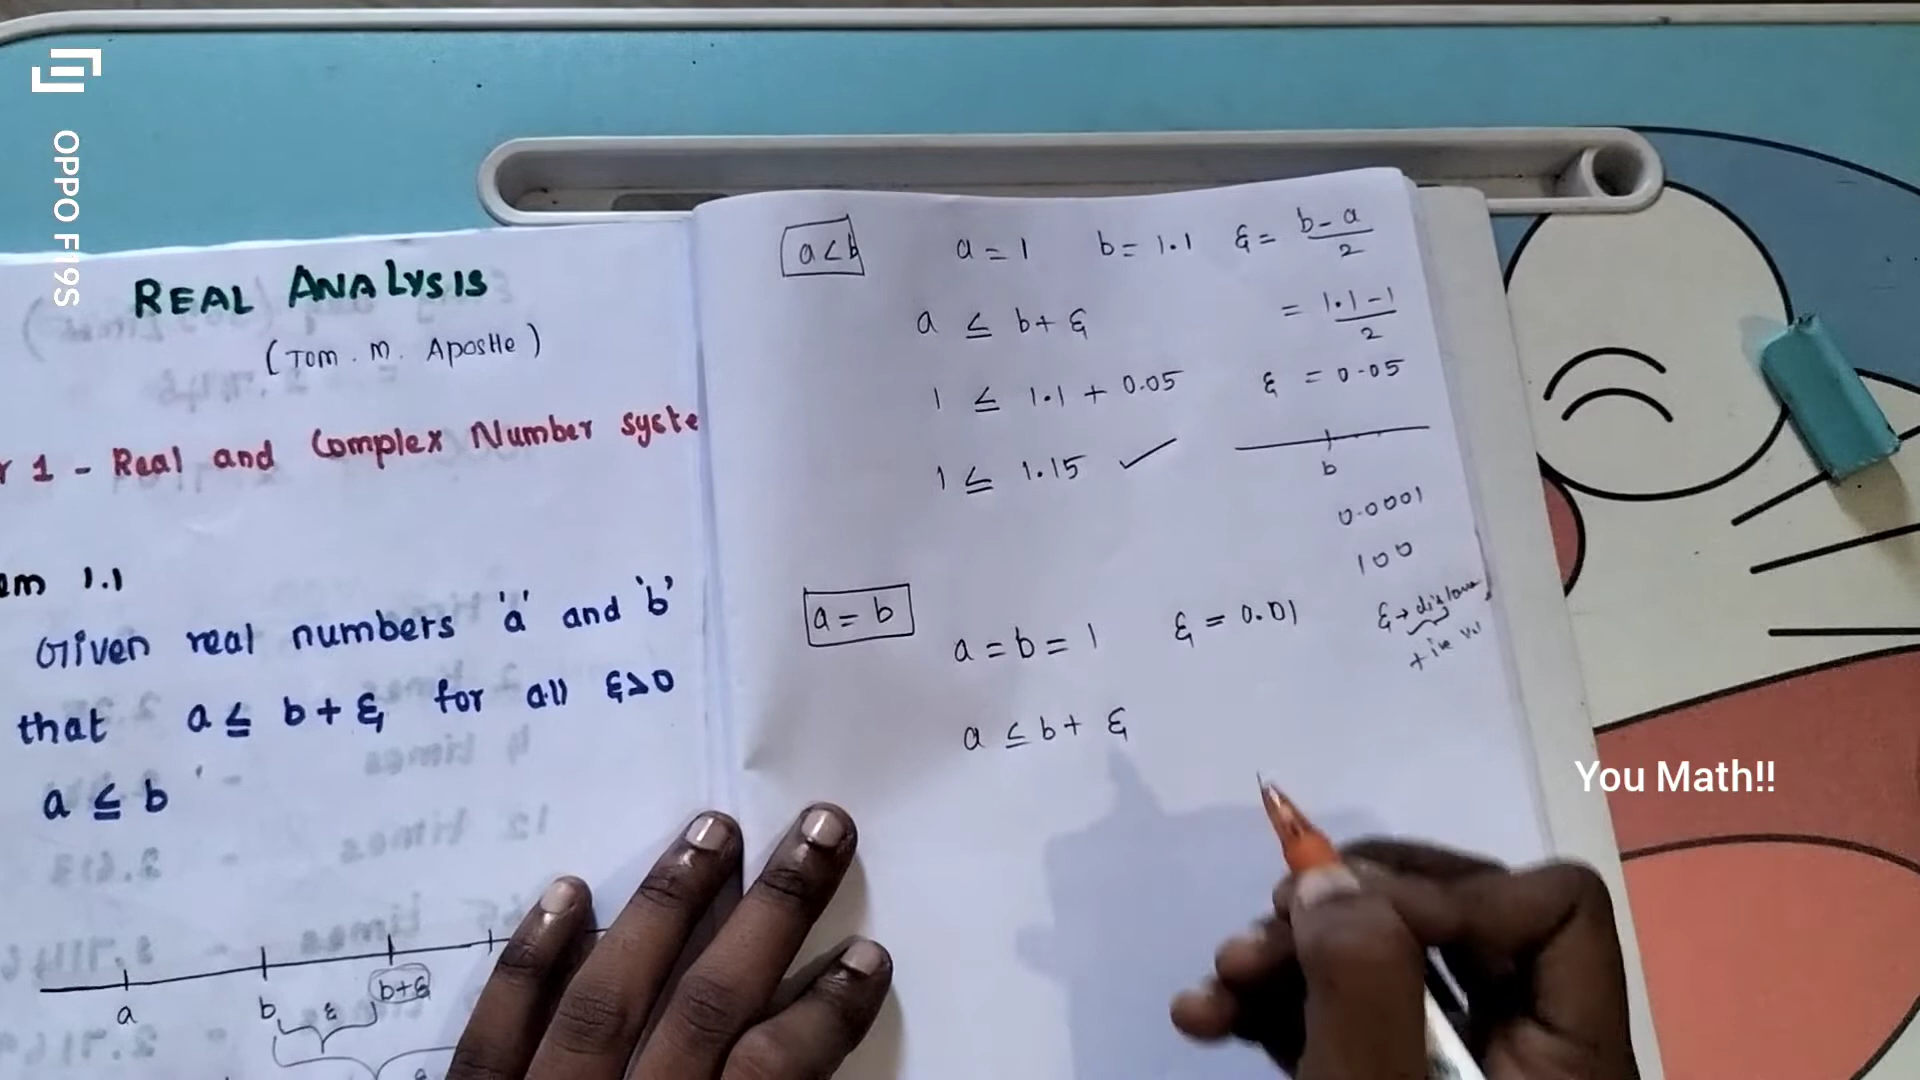 OPPO F19S
REAL ANALYSIS
(Tom. M. Apostle)
1 - Real and Complex Number syste
1.1
Given real numbers 'a' and 'b'
that a ≤ b + ε for all ε>0
a ≤ b
a b ε b+ε
a<b a = 1 b = 1.1 ε = b-a/2
a ≤ b + ε = 1.1-1/2
1 ≤ 1.1 + 0.05 ε = 0.05
1 ≤ 1.15 ✓
b
0.0001
100
a = b
a = b = 1 ε = 0.01
ε →
+ive
a ≤ b + ε
You Math!!